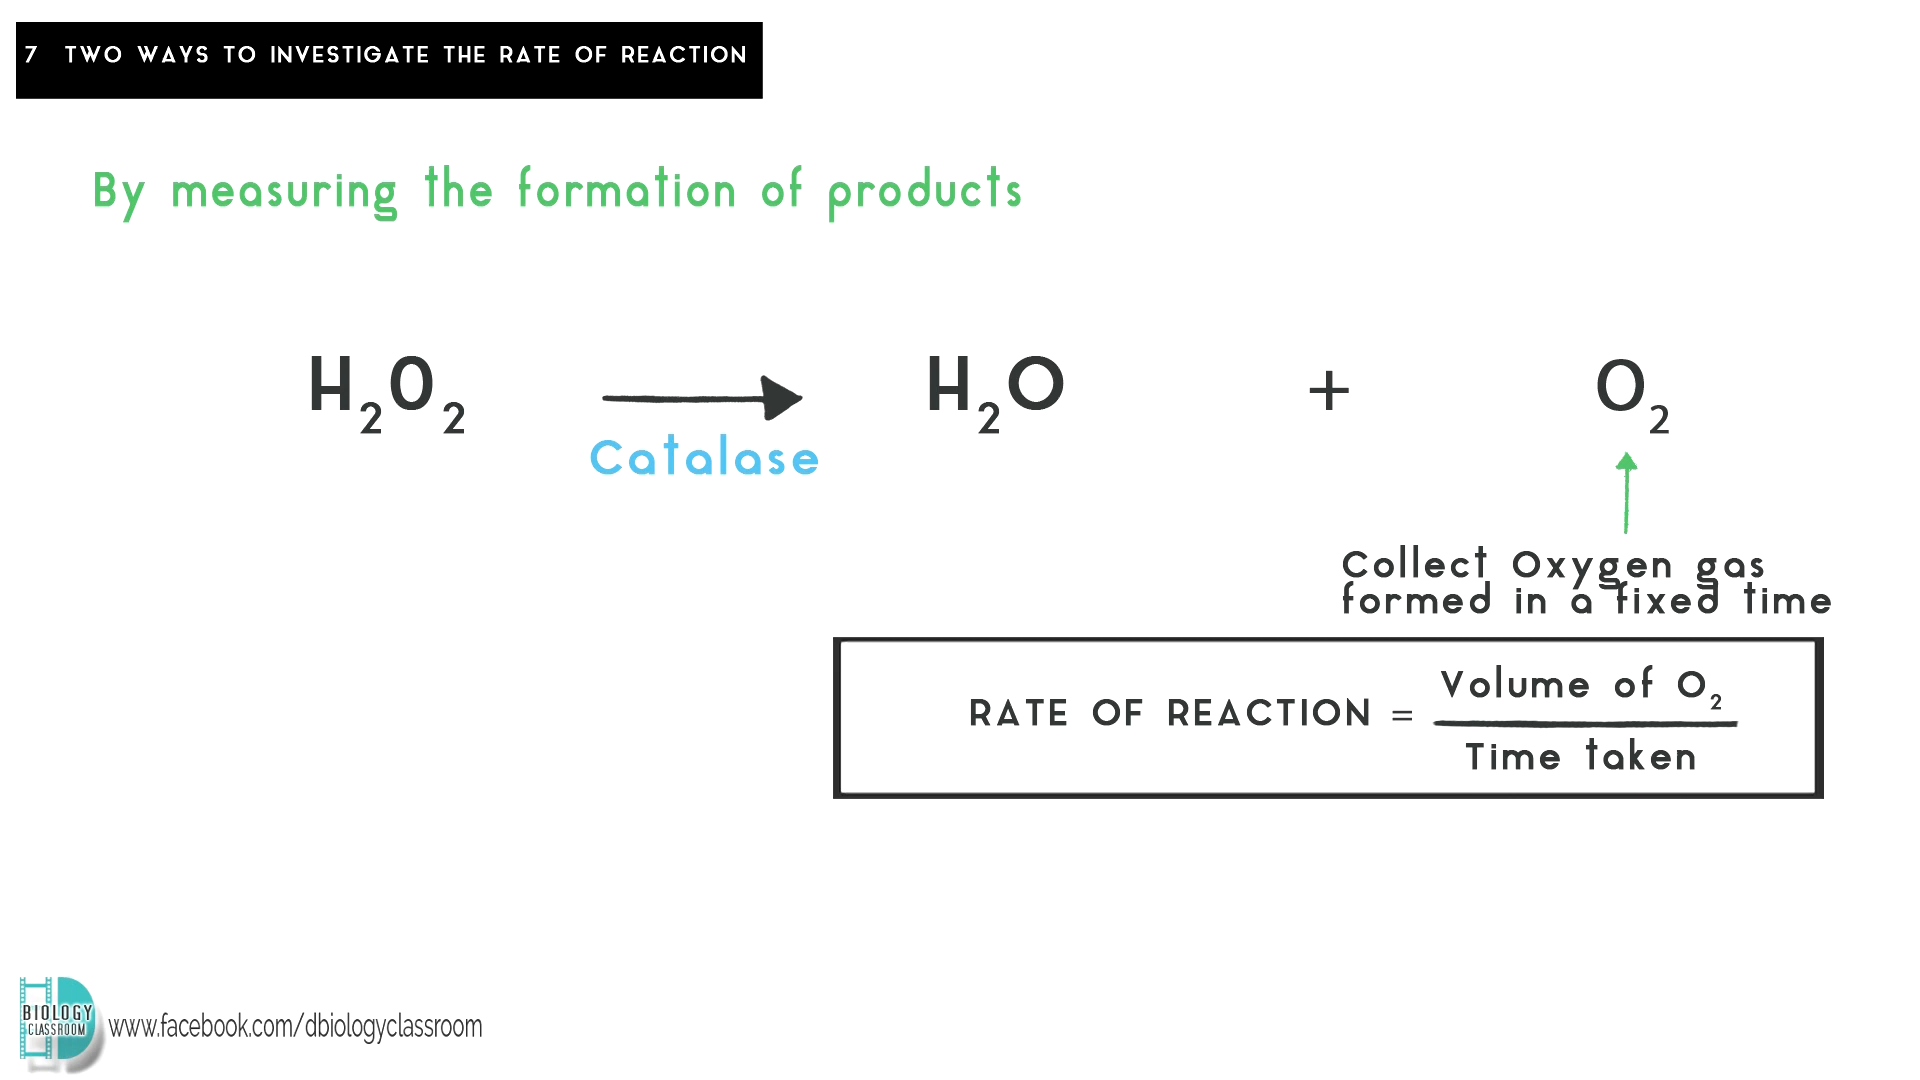 7 TWO WAYS TO INVESTIGATE THE RATE OF REACTION
By measuring the formation of products
H₂O₂ H₂O + O₂
Catalase
Collect Oxygen gas
formed in a fixed time
Volume of O₂
RATE OF REACTION =
Time taken
BIOLOGY
CLASSROOM
www.facebook.com/dbiologyclassroom